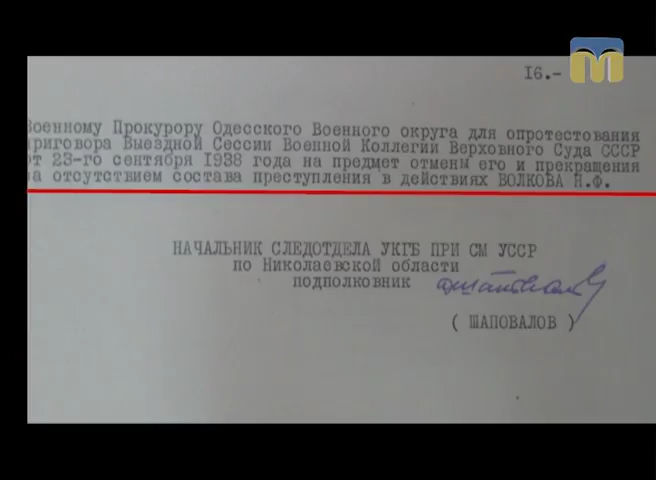 16.-
Военному Прокурору Одесского Военного округа для опротестования
приговора Выездной Сессии Военной Коллегии Верховного Суда СССР
от 23-го сентября 1938 года на предмет отмены его и прекращения
за отсутствием состава преступления в действиях ВОЛКОВА Н.Ф.
НАЧАЛЬНИК СЛЕДОТДЕЛА УКГБ ПРИ СМ УССР
по Николаевской области
подполковник
( ШАПОВАЛОВ )